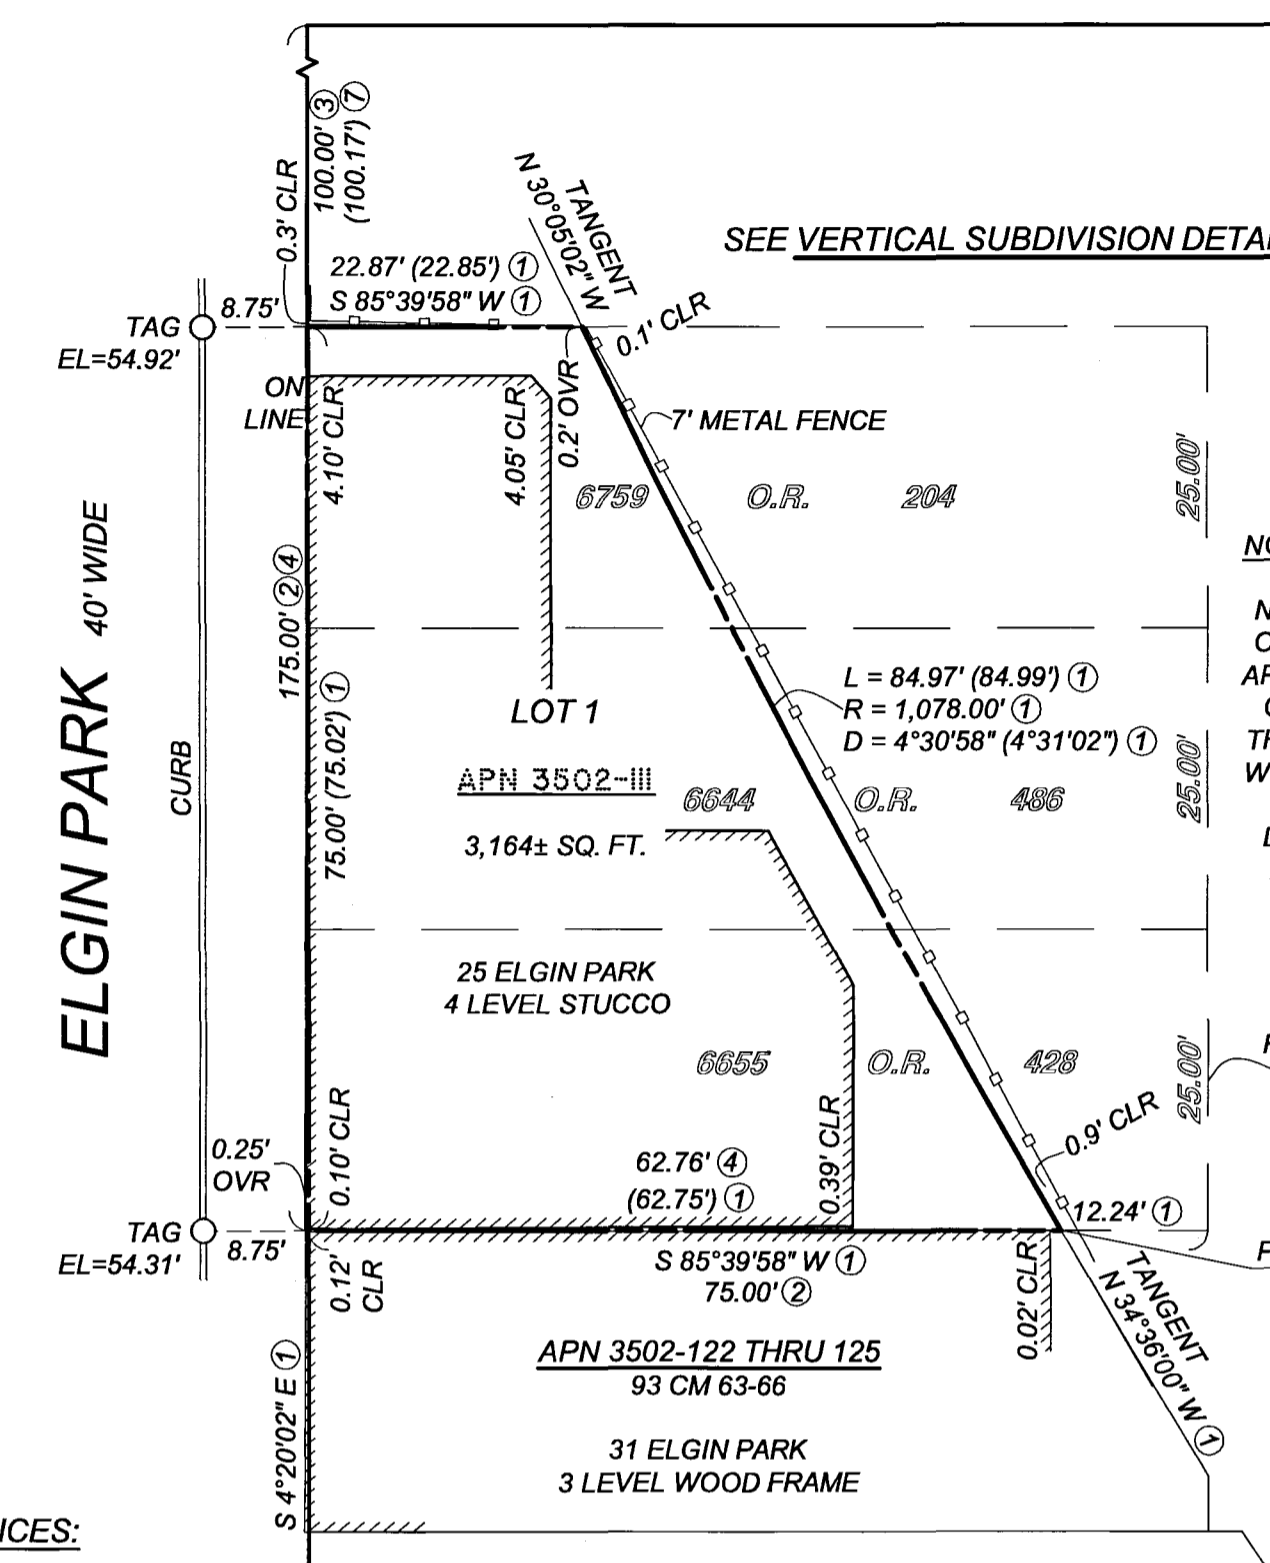 100.00' ③
(100.17') ⑦
0.3' CLR
TANGENT
N 30°05'02" W
SEE VERTICAL SUBDIVISION
22.87' (22.85') ①
S 85°39'58" W ①
0.1' CLR
8.75'
TAG
EL=54.92'
ON
LINE
4.10' CLR
4.05' CLR
0.2' OVR
7' METAL FENCE
25.00'
6759 O.R. 204
ELGIN PARK 40' WIDE
CURB
175.00' ② ④
75.00' (75.02') ①
L = 84.97' (84.99') ①
R = 1,078.00' ①
D = 4°30'58" (4°31'02") ①
LOT 1
APN 3502-111
3,164± SQ. FT.
6644 O.R. 486
25.00'
25 ELGIN PARK
4 LEVEL STUCCO
6655 O.R. 428
25.00'
0.25'
OVR
0.10' CLR
62.76' ④
(62.75') ①
0.39' CLR
0.9' CLR
12.24' ①
TAG
EL=54.31'
8.75'
0.12'
CLR
S 85°39'58" W ①
75.00' ②
0.02' CLR
TANGENT
N 34°36'00" W ①
APN 3502-122 THRU 125
93 CM 63-66
S 4°20'02" E ①
31 ELGIN PARK
3 LEVEL WOOD FRAME
ICES: